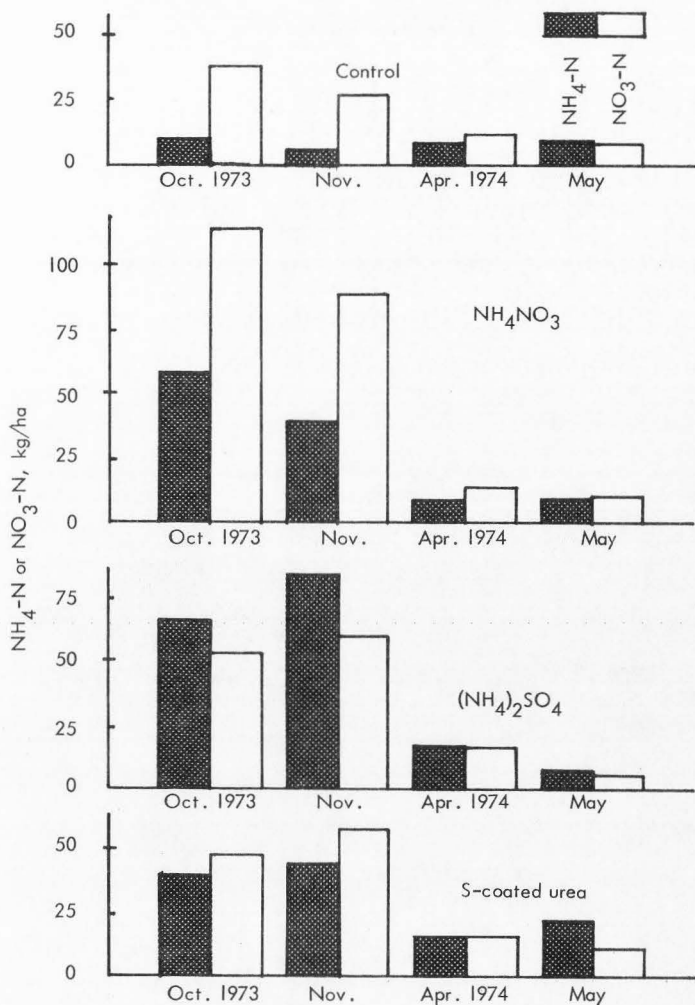 50
25
0
Control
NH4-N
NO3-N
Oct. 1973 Nov. Apr. 1974 May
NH4-N or NO3-N, kg/ha
100
75
50
25
0
NH4NO3
Oct. 1973 Nov. Apr. 1974 May
75
50
25
0
(NH4)2SO4
Oct. 1973 Nov. Apr. 1974 May
50
25
0
S-coated urea
Oct. 1973 Nov. Apr. 1974 May